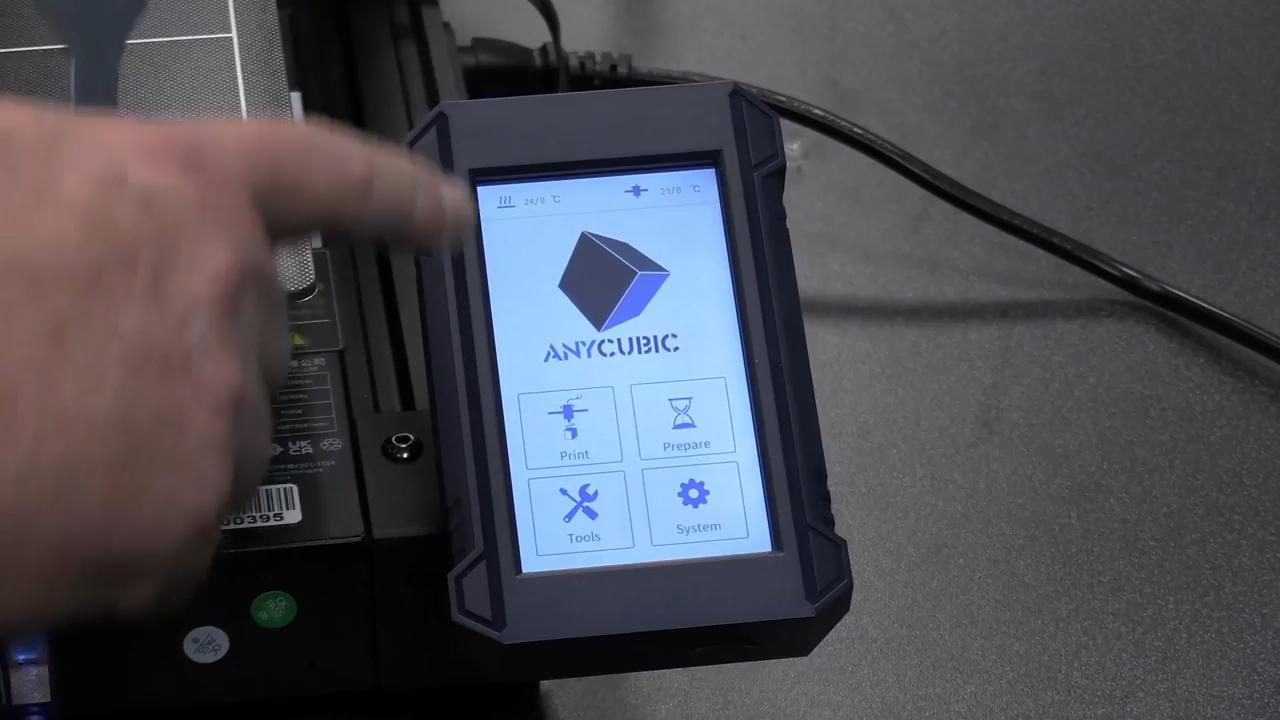 24/0 ℃
23/0 ℃
ANYCUBIC
Print
Prepare
Tools
System
UK
CA
00395